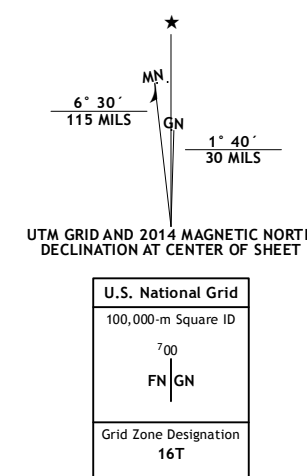 ★
MN
6° 30´
115 MILS
GN
1° 40´
30 MILS
UTM GRID AND 2014 MAGNETIC NORTH
DECLINATION AT CENTER OF SHEET
U.S. National Grid
100,000-m Square ID
⁷00
FN GN
Grid Zone Designation
16T